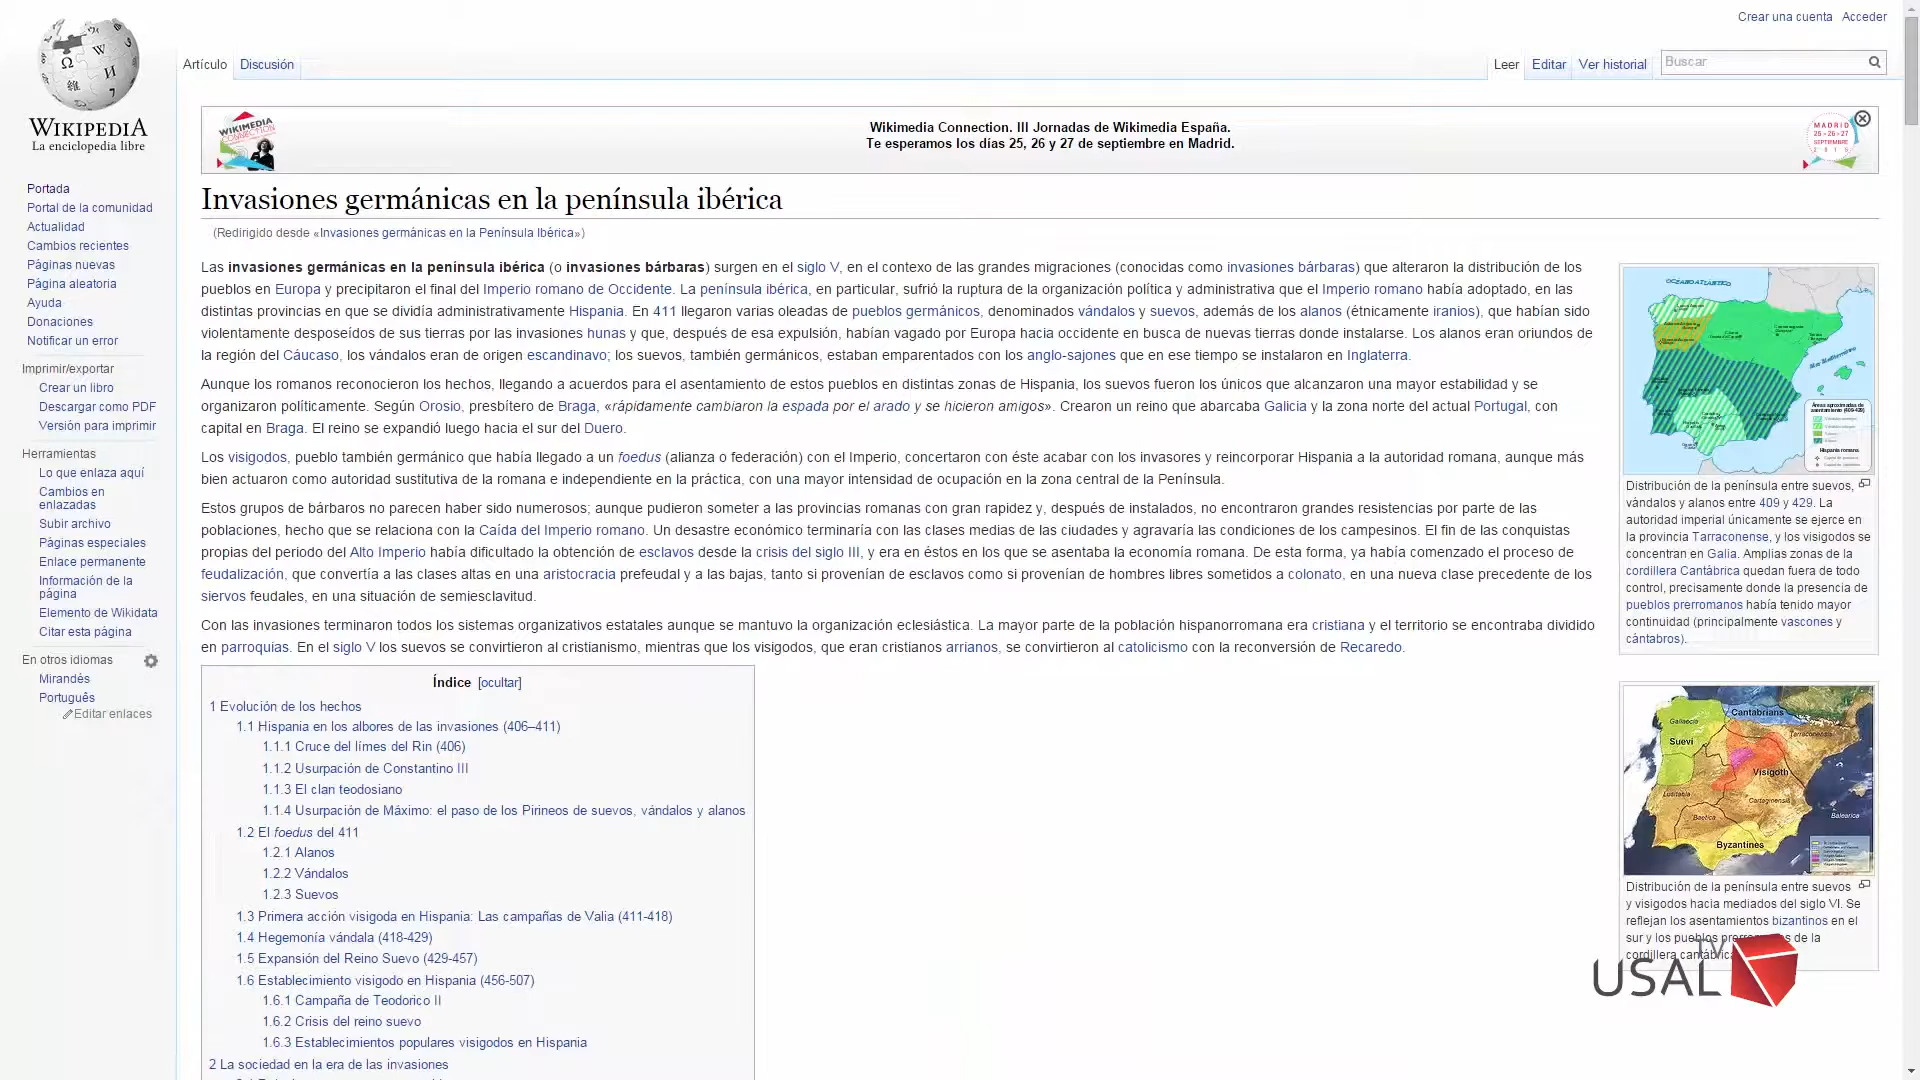 Crear una cuenta Acceder
Artículo Discusión
Leer Editar Ver historial Buscar
WIKIPEDIA
La enciclopedia libre
Portada
Portal de la comunidad
Actualidad
Cambios recientes
Páginas nuevas
Página aleatoria
Ayuda
Donaciones
Notificar un error
Imprimir/exportar
Crear un libro
Descargar como PDF
Versión para imprimir
Herramientas
Lo que enlaza aquí
Cambios en
enlazadas
Subir archivo
Páginas especiales
Enlace permanente
Información de la
página
Elemento de Wikidata
Citar esta página
En otros idiomas
Mirandés
Português
Editar enlaces
WIKIMEDIA
CONNECTION
Wikimedia Connection. III Jornadas de Wikimedia España.
Te esperamos los días 25, 26 y 27 de septiembre en Madrid.
MADRID
25>26>27
SEPTIEMBRE
2015
Invasiones germánicas en la península ibérica
(Redirigido desde «Invasiones germánicas en la Península Ibérica»)
Las invasiones germánicas en la península ibérica (o invasiones bárbaras) surgen en el siglo V, en el contexo de las grandes migraciones (conocidas como invasiones bárbaras) que alteraron la distribución de los
pueblos en Europa y precipitaron el final del Imperio romano de Occidente. La península ibérica, en particular, sufrió la ruptura de la organización política y administrativa que el Imperio romano había adoptado, en las
distintas provincias en que se dividía administrativamente Hispania. En 411 llegaron varias oleadas de pueblos germánicos, denominados vándalos y suevos, además de los alanos (étnicamente iranios), que habían sido
violentamente desposeídos de sus tierras por las invasiones hunas y que, después de esa expulsión, habían vagado por Europa hacia occidente en busca de nuevas tierras donde instalarse. Los alanos eran oriundos de
la región del Cáucaso, los vándalos eran de origen escandinavo; los suevos, también germánicos, estaban emparentados con los anglo-sajones que en ese tiempo se instalaron en Inglaterra.
Aunque los romanos reconocieron los hechos, llegando a acuerdos para el asentamiento de estos pueblos en distintas zonas de Hispania, los suevos fueron los únicos que alcanzaron una mayor estabilidad y se
organizaron políticamente. Según Orosio, presbítero de Braga, «rápidamente cambiaron la espada por el arado y se hicieron amigos». Crearon un reino que abarcaba Galicia y la zona norte del actual Portugal, con
capital en Braga. El reino se expandió luego hacia el sur del Duero.
Los visigodos, pueblo también germánico que había llegado a un foedus (alianza o federación) con el Imperio, concertaron con éste acabar con los invasores y reincorporar Hispania a la autoridad romana, aunque más
bien actuaron como autoridad sustitutiva de la romana e independiente en la práctica, con una mayor intensidad de ocupación en la zona central de la Península.
Estos grupos de bárbaros no parecen haber sido numerosos; aunque pudieron someter a las provincias romanas con gran rapidez y, después de instalados, no encontraron grandes resistencias por parte de las
poblaciones, hecho que se relaciona con la Caída del Imperio romano. Un desastre económico terminaría con las clases medias de las ciudades y agravaría las condiciones de los campesinos. El fin de las conquistas
propias del periodo del Alto Imperio había dificultado la obtención de esclavos desde la crisis del siglo III, y era en éstos en los que se asentaba la economía romana. De esta forma, ya había comenzado el proceso de
feudalización, que convertía a las clases altas en una aristocracia prefeudal y a las bajas, tanto si provenían de esclavos como si provenían de hombres libres sometidos a colonato, en una nueva clase precedente de los
siervos feudales, en una situación de semiesclavitud.
Con las invasiones terminaron todos los sistemas organizativos estatales aunque se mantuvo la organización eclesiástica. La mayor parte de la población hispanorromana era cristiana y el territorio se encontraba dividido
en parroquias. En el siglo V los suevos se convirtieron al cristianismo, mientras que los visigodos, que eran cristianos arrianos, se convirtieron al catolicismo con la reconversión de Recaredo.
Índice [ocultar]
1 Evolución de los hechos
1.1 Hispania en los albores de las invasiones (406–411)
1.1.1 Cruce del límes del Rin (406)
1.1.2 Usurpación de Constantino III
1.1.3 El clan teodosiano
1.1.4 Usurpación de Máximo: el paso de los Pirineos de suevos, vándalos y alanos
1.2 El foedus del 411
1.2.1 Alanos
1.2.2 Vándalos
1.2.3 Suevos
1.3 Primera acción visigoda en Hispania: Las campañas de Valia (411-418)
1.4 Hegemonía vándala (418-429)
1.5 Expansión del Reino Suevo (429-457)
1.6 Establecimiento visigodo en Hispania (456-507)
1.6.1 Campaña de Teodorico II
1.6.2 Crisis del reino suevo
1.6.3 Establecimientos populares visigodos en Hispania
2 La sociedad en la era de las invasiones
OCEANO ATLÁNTICO
Mar Mediterráneo
Áreas aproximadas de
asentamiento (409-429)
Hispania romana
Distribución de la península entre suevos,
vándalos y alanos entre 409 y 429. La
autoridad imperial únicamente se ejerce en
la provincia Tarraconense, y los visigodos se
concentran en Galia. Amplias zonas de la
cordillera Cantábrica quedan fuera de todo
control, precisamente donde la presencia de
pueblos prerromanos había tenido mayor
continuidad (principalmente vascones y
cántabros).
Cantabrians
Gallaecia
Tarraconensis
Suevi
Visigoth
Lusitania
Cartaginensis
Baetica
Balearica
Byzantines
Distribución de la península entre suevos
y visigodos hacia mediados del siglo VI. Se
reflejan los asentamientos bizantinos en el
sur y los pueblos de la
cordillera cantábrica
TV
USAL